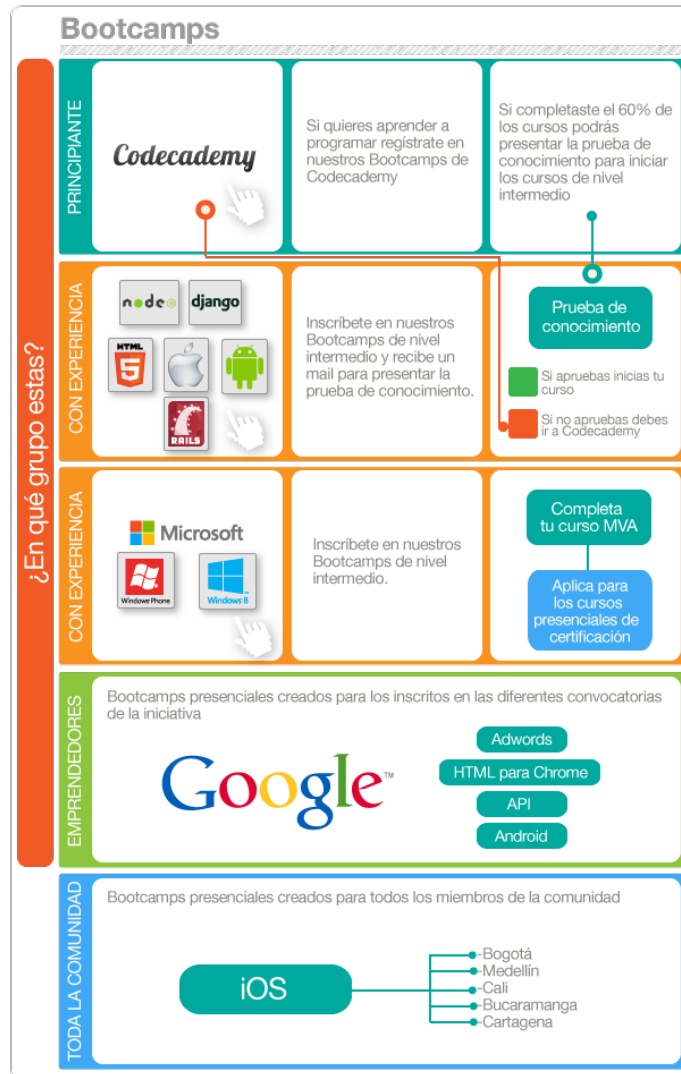 Bootcamps
¿En qué grupo estas?
PRINCIPIANTE
Codecademy
Si quieres aprender a
programar regístrate en
nuestros Bootcamps de
Codecademy
Si completaste el 60% de
los cursos podrás
presentar la prueba de
conocimiento para iniciar
los cursos de nivel
intermedio
CON EXPERIENCIA
node
django
HTML
5
RAILS
Inscríbete en nuestros
Bootcamps de nivel
intermedio y recibe un
mail para presentar la
prueba de conocimiento.
Prueba de
conocimiento
Si apruebas inicias tu
curso
Si no apruebas debes
ir a Codecademy
CON EXPERIENCIA
Microsoft
Windows Phone
Windows 8
Inscríbete en nuestros
Bootcamps de nivel
intermedio.
Completa
tu curso MVA
Aplica para
los cursos
presenciales de
certificación
EMPRENDEDORES
Bootcamps presenciales creados para los inscritos en las diferentes convocatorias
de la iniciativa
Google™
Adwords
HTML para Chrome
API
Android
TODA LA COMUNIDAD
Bootcamps presenciales creados para todos los miembros de la comunidad
iOS
-Bogotá
-Medellín
-Cali
-Bucaramanga
-Cartagena